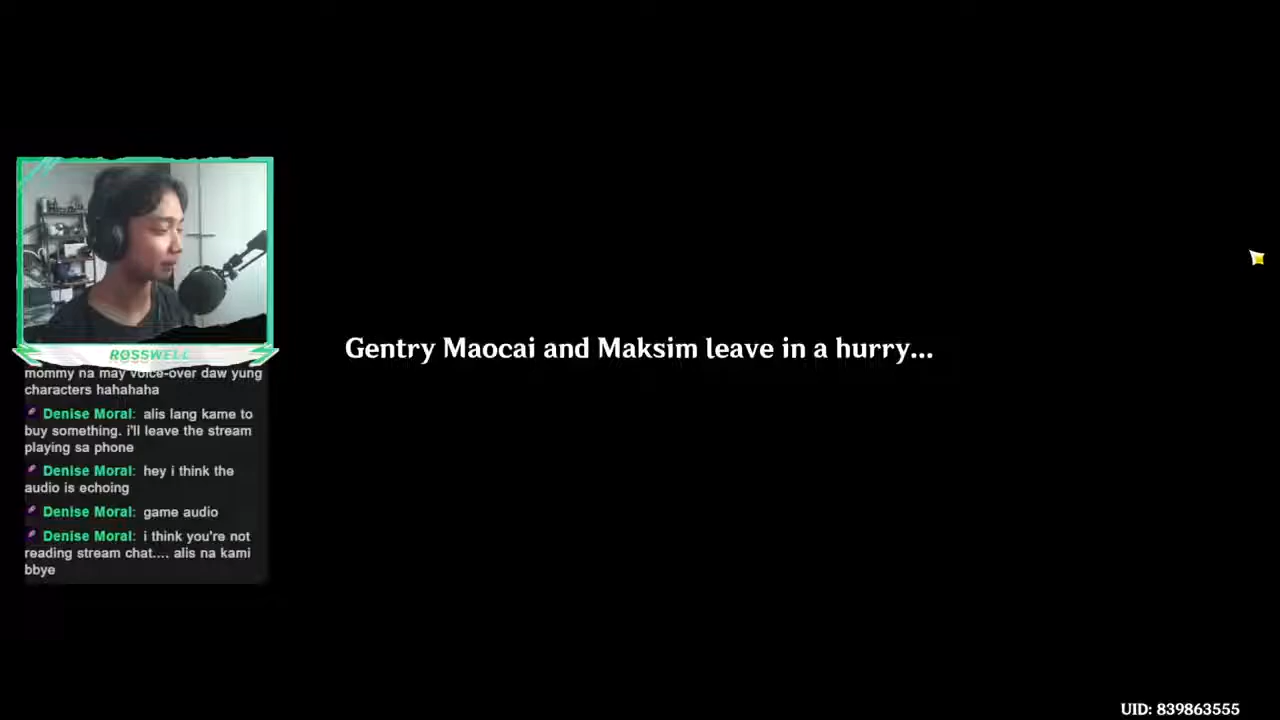 ROSSWELL
Gentry Maocai and Maksim leave in a hurry...
mommy na may voice-over daw yung
characters hahahaha
Denise Moral: alis lang kame to
buy something. i'll leave the stream
playing sa phone
Denise Moral: hey i think the
audio is echoing
Denise Moral: game audio
Denise Moral: i think you're not
reading stream chat.... alis na kami
bbye
UID: 839863555